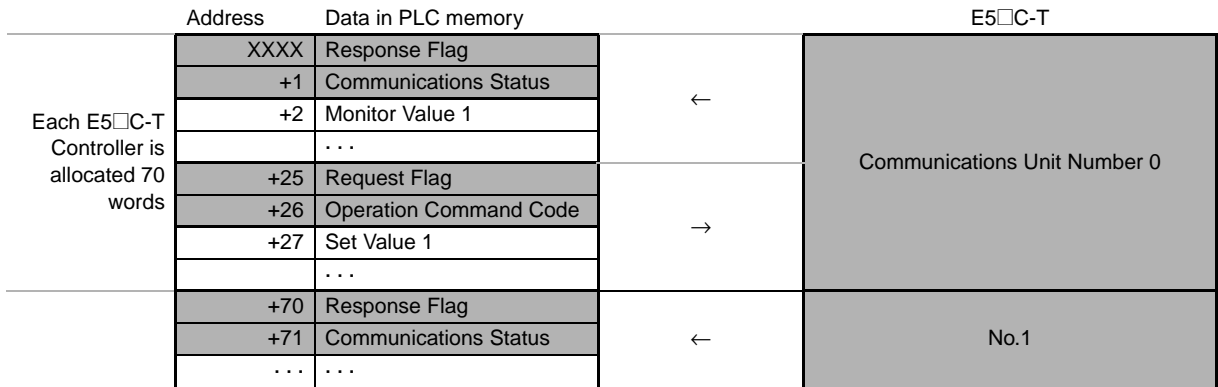 Address Data in PLC memory E5□C-T
XXXX Response Flag
+1 Communications Status
+2 Monitor Value 1
. . .
←
Each E5□C-T
Controller is
allocated 70
words
+25 Request Flag
+26 Operation Command Code
+27 Set Value 1
. . .
→
Communications Unit Number 0
+70 Response Flag
+71 Communications Status
. . . . . .
←
No.1